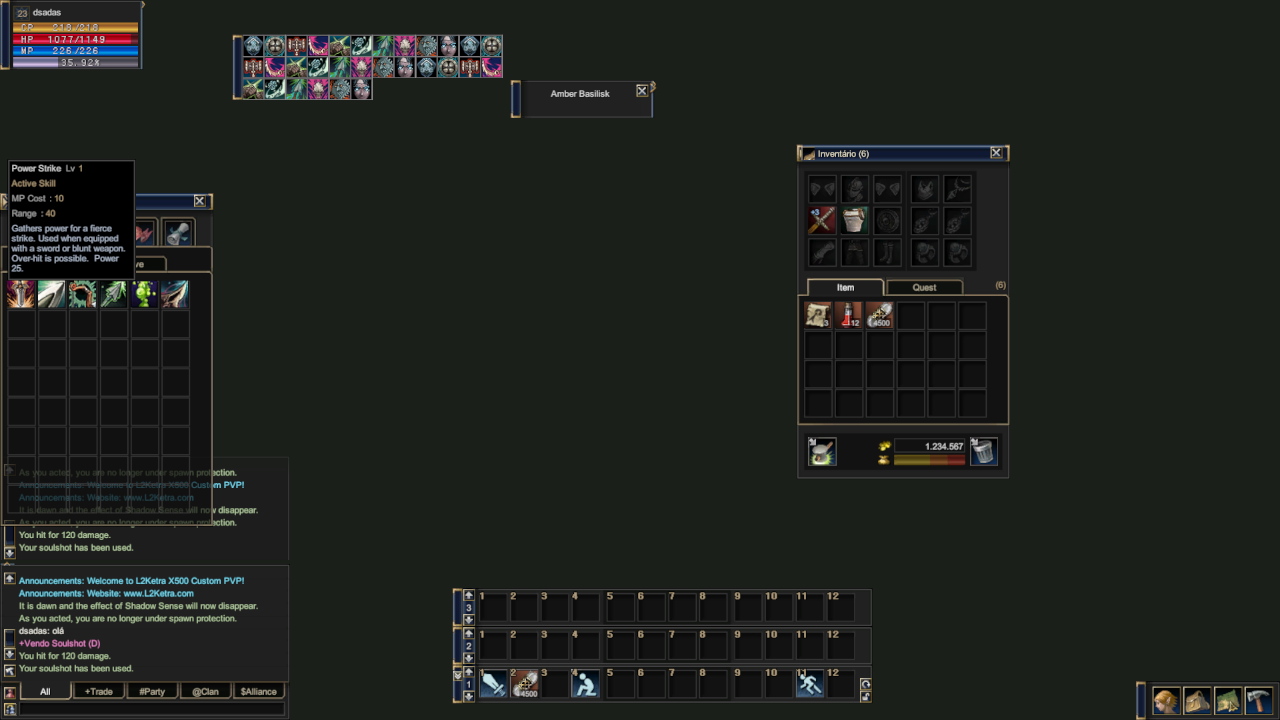 23 dsadas
CP 218/218
HP 1077/1149
MP 226/226
35.92%
Amber Basilisk
Power Strike Lv 1
Active Skill
MP Cost : 10
Range : 40
Gathers power for a fierce
strike. Used when equipped
with a sword or blunt weapon.
Over-hit is possible. Power
25.
ve
Inventário (6)
+3
Item
Quest
(6)
3
12
4500
1.234.567
As you acted, you are no longer under spawn protection.
Announcements: Welcome to L2Ketra X500 Custom PVP!
Announcements: Website: www.L2Ketra.com
It is dawn and the effect of Shadow Sense will now disappear.
As you acted, you are no longer under spawn protection.
You hit for 120 damage.
Your soulshot has been used.
Announcements: Welcome to L2Ketra X500 Custom PVP!
Announcements: Website: www.L2Ketra.com
It is dawn and the effect of Shadow Sense will now disappear.
As you acted, you are no longer under spawn protection.
dsadas: olá
+Vendo Soulshot (D)
You hit for 120 damage.
Your soulshot has been used.
All +Trade #Party @Clan $Alliance
3 1 2 3 4 5 6 7 8 9 10 11 12
2 1 2 3 4 5 6 7 8 9 10 11 12
1 1 2 3 4 5 6 7 8 9 10 11 12
4500